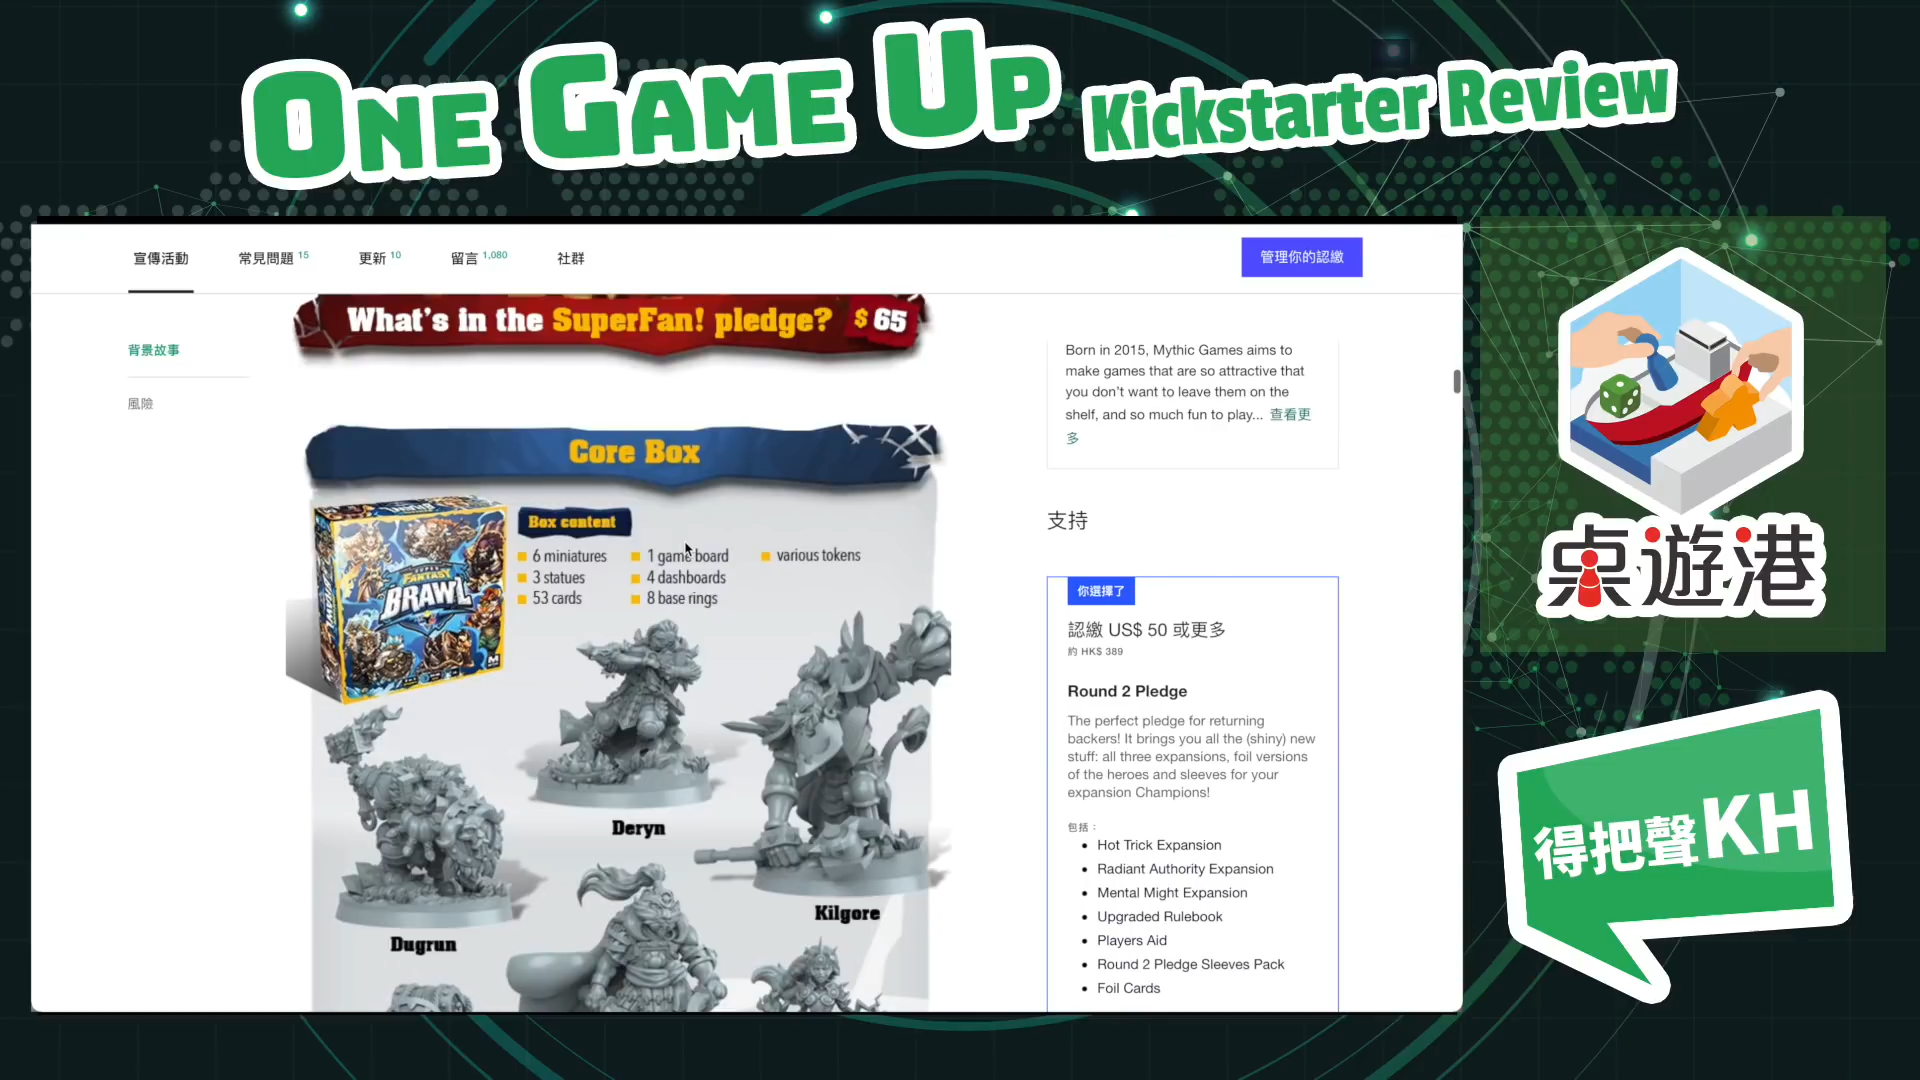 ONE GAME UP Kickstarter Review
宣傳活動
常見問題 15
更新 10
留言 1,080
社群
管理你的認繳
背景故事
風險
What's in the SuperFan! pledge? $ 65
Core Box
FANTASY
BRAWL
Box content
6 miniatures
3 statues
53 cards
1 game board
4 dashboards
8 base rings
various tokens
Deryn
Kilgore
Dugrun
Born in 2015, Mythic Games aims to
make games that are so attractive that
you don't want to leave them on the
shelf, and so much fun to play... 查看更
多
支持
你選擇了
認繳 US$ 50 或更多
約 HK$ 389
Round 2 Pledge
The perfect pledge for returning
backers! It brings you all the (shiny) new
stuff: all three expansions, foil versions
of the heroes and sleeves for your
expansion Champions!
包括：
Hot Trick Expansion
Radiant Authority Expansion
Mental Might Expansion
Upgraded Rulebook
Players Aid
Round 2 Pledge Sleeves Pack
Foil Cards
桌遊港
得把聲KH